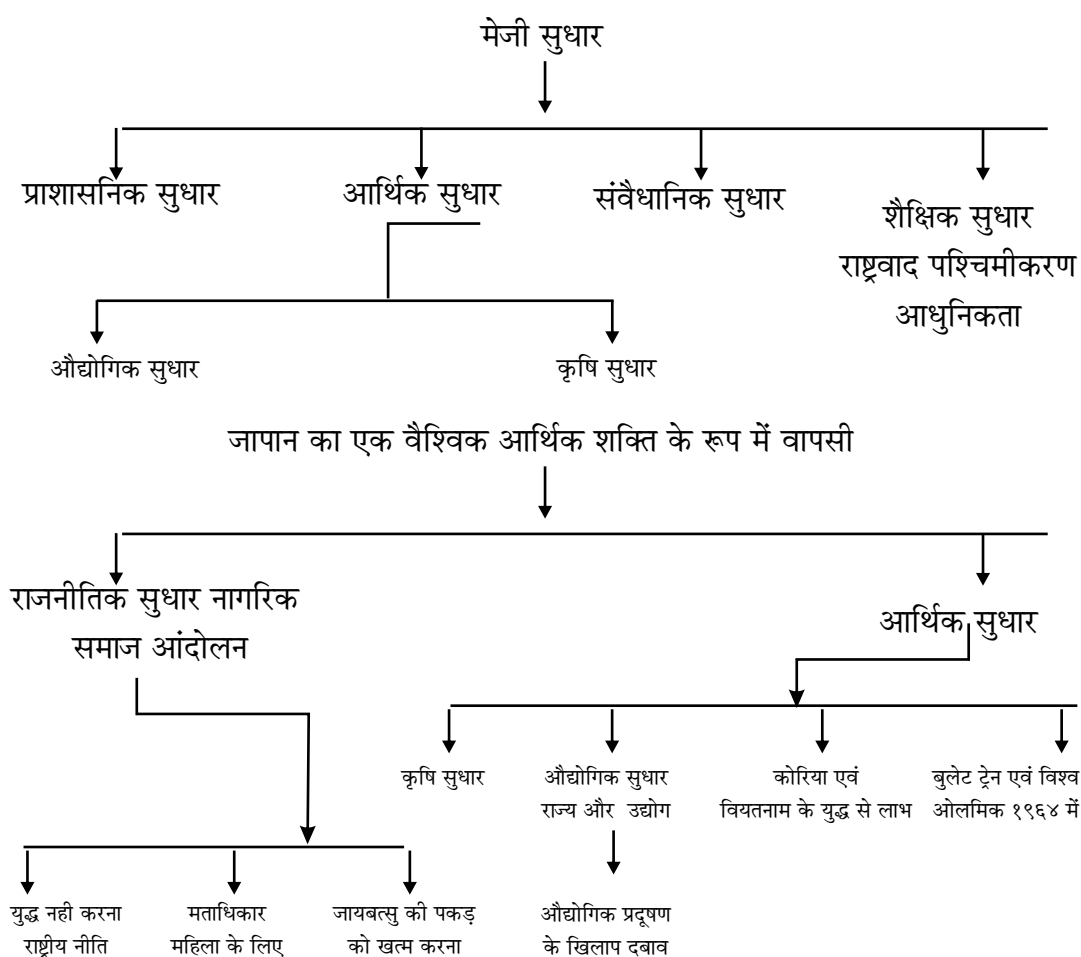 मेजी सुधार
प्राशासनिक सुधार
आर्थिक सुधार
संवैधानिक सुधार
शैक्षिक सुधार
राष्ट्रवाद पश्चिमीकरण
आधुनिकता
औद्योगिक सुधार
कृषि सुधार
जापान का एक वैश्विक आर्थिक शक्ति के रूप में वापसी
राजनीतिक सुधार नागरिक
समाज आंदोलन
आर्थिक सुधार
कृषि सुधार
औद्योगिक सुधार
राज्य और उद्योग
कोरिया एवं
वियतनाम के युद्ध से लाभ
बुलेट ट्रेन एवं विश्व
ओलमिक १९६४ में
युद्ध नही करना
राष्ट्रीय नीति
मताधिकार
महिला के लिए
जायबत्सु की पकड़
को खत्म करना
औद्योगिक प्रदूषण
के खिलाप दबाव